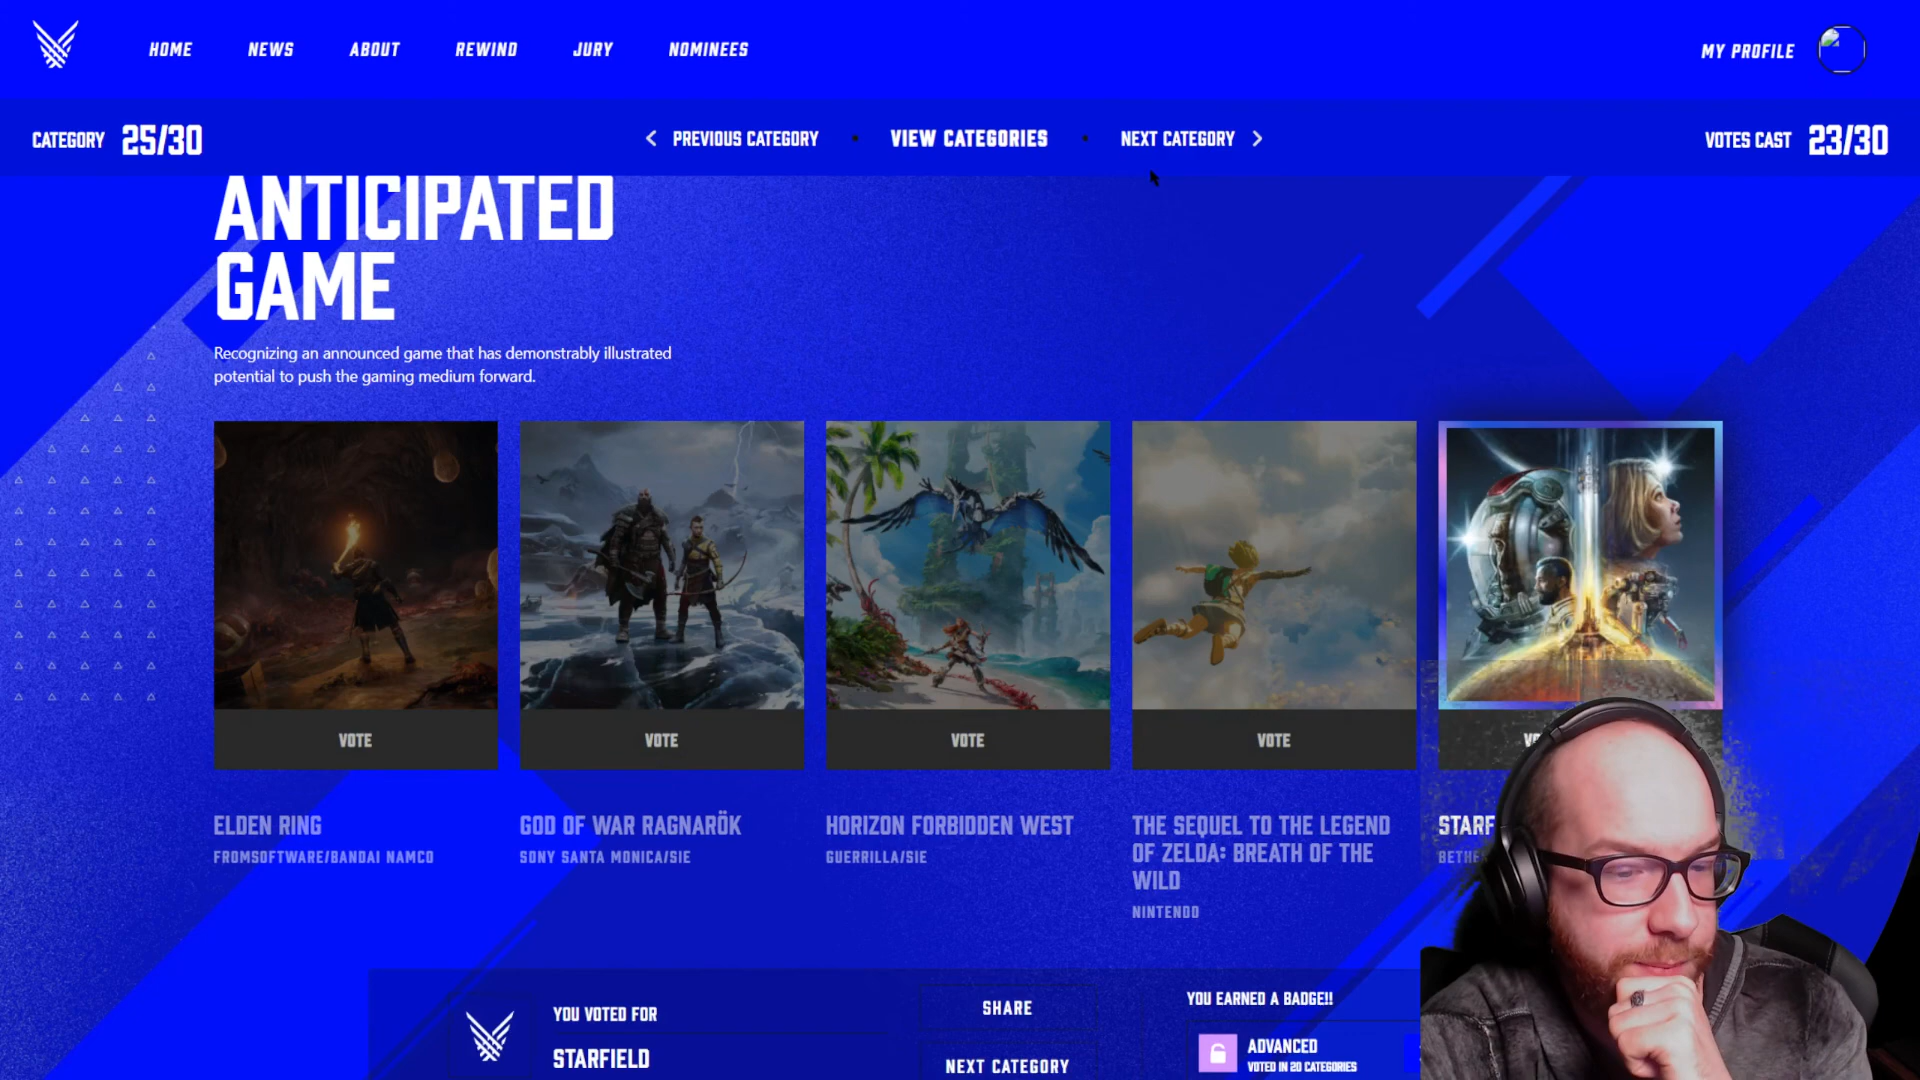 HOME NEWS ABOUT REWIND JURY NOMINEES MY PROFILE
CATEGORY 25/30 PREVIOUS CATEGORY • VIEW CATEGORIES • NEXT CATEGORY VOTES CAST 23/30
ANTICIPATED
GAME
Recognizing an announced game that has demonstrably illustrated
potential to push the gaming medium forward.
VOTE VOTE VOTE VOTE
ELDEN RING
FROMSOFTWARE/BANDAI NAMCO
GOD OF WAR RAGNARÖK
SONY SANTA MONICA/SIE
HORIZON FORBIDDEN WEST
GUERRILLA/SIE
THE SEQUEL TO THE LEGEND
OF ZELDA: BREATH OF THE
WILD
NINTENDO
YOU VOTED FOR
STARFIELD
SHARE
NEXT CATEGORY
YOU EARNED A BADGE!!
ADVANCED
VOTED IN 20 CATEGORIES